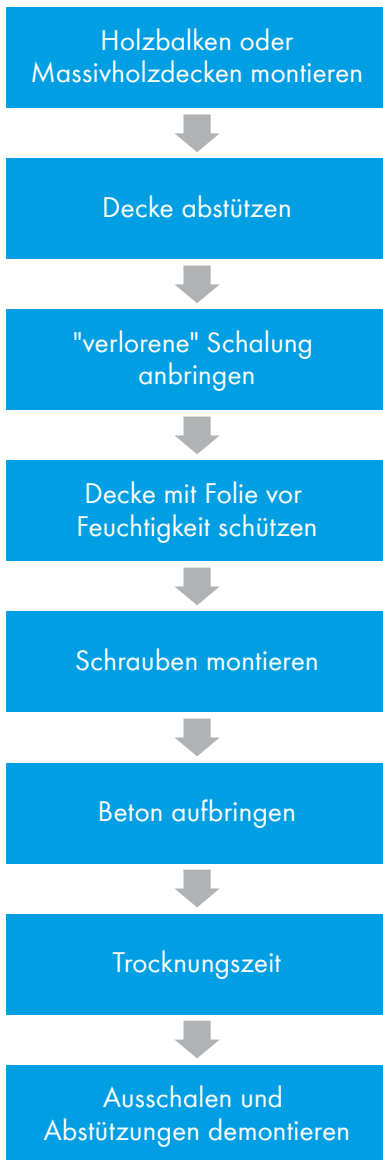 Holzbalken oder
Massivholzdecken montieren
Decke abstützen
"verlorene" Schalung
anbringen
Decke mit Folie vor
Feuchtigkeit schützen
Schrauben montieren
Beton aufbringen
Trocknungszeit
Ausschalen und
Abstützungen demontieren